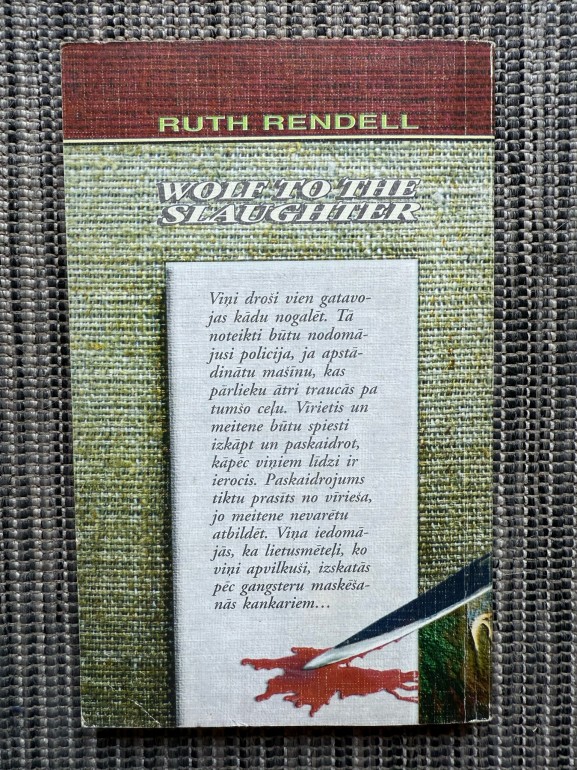 RUTH RENDELL
WOLF TO THE
SLAUGHTER
Viņi droši vien gatavo-
jas kādu nogalēt. Tā
noteikti būtu nodomā-
jusi policija, ja apstā-
dinātu mašīnu, kas
pārlieku ātri traucās pa
tumšo ceļu. Vīrietis un
meitene būtu spiesti
izkāpt un paskaidrot,
kāpēc viņiem līdzi ir
ierocis. Paskaidrojums
tiktu prasīts no vīrieša,
jo meitene nevarētu
atbildēt. Viņa iedomā-
jās, ka lietusmēteļi, ko
viņi apvilkuši, izskatās
pēc gangsteru maskēša-
nās kankariem...